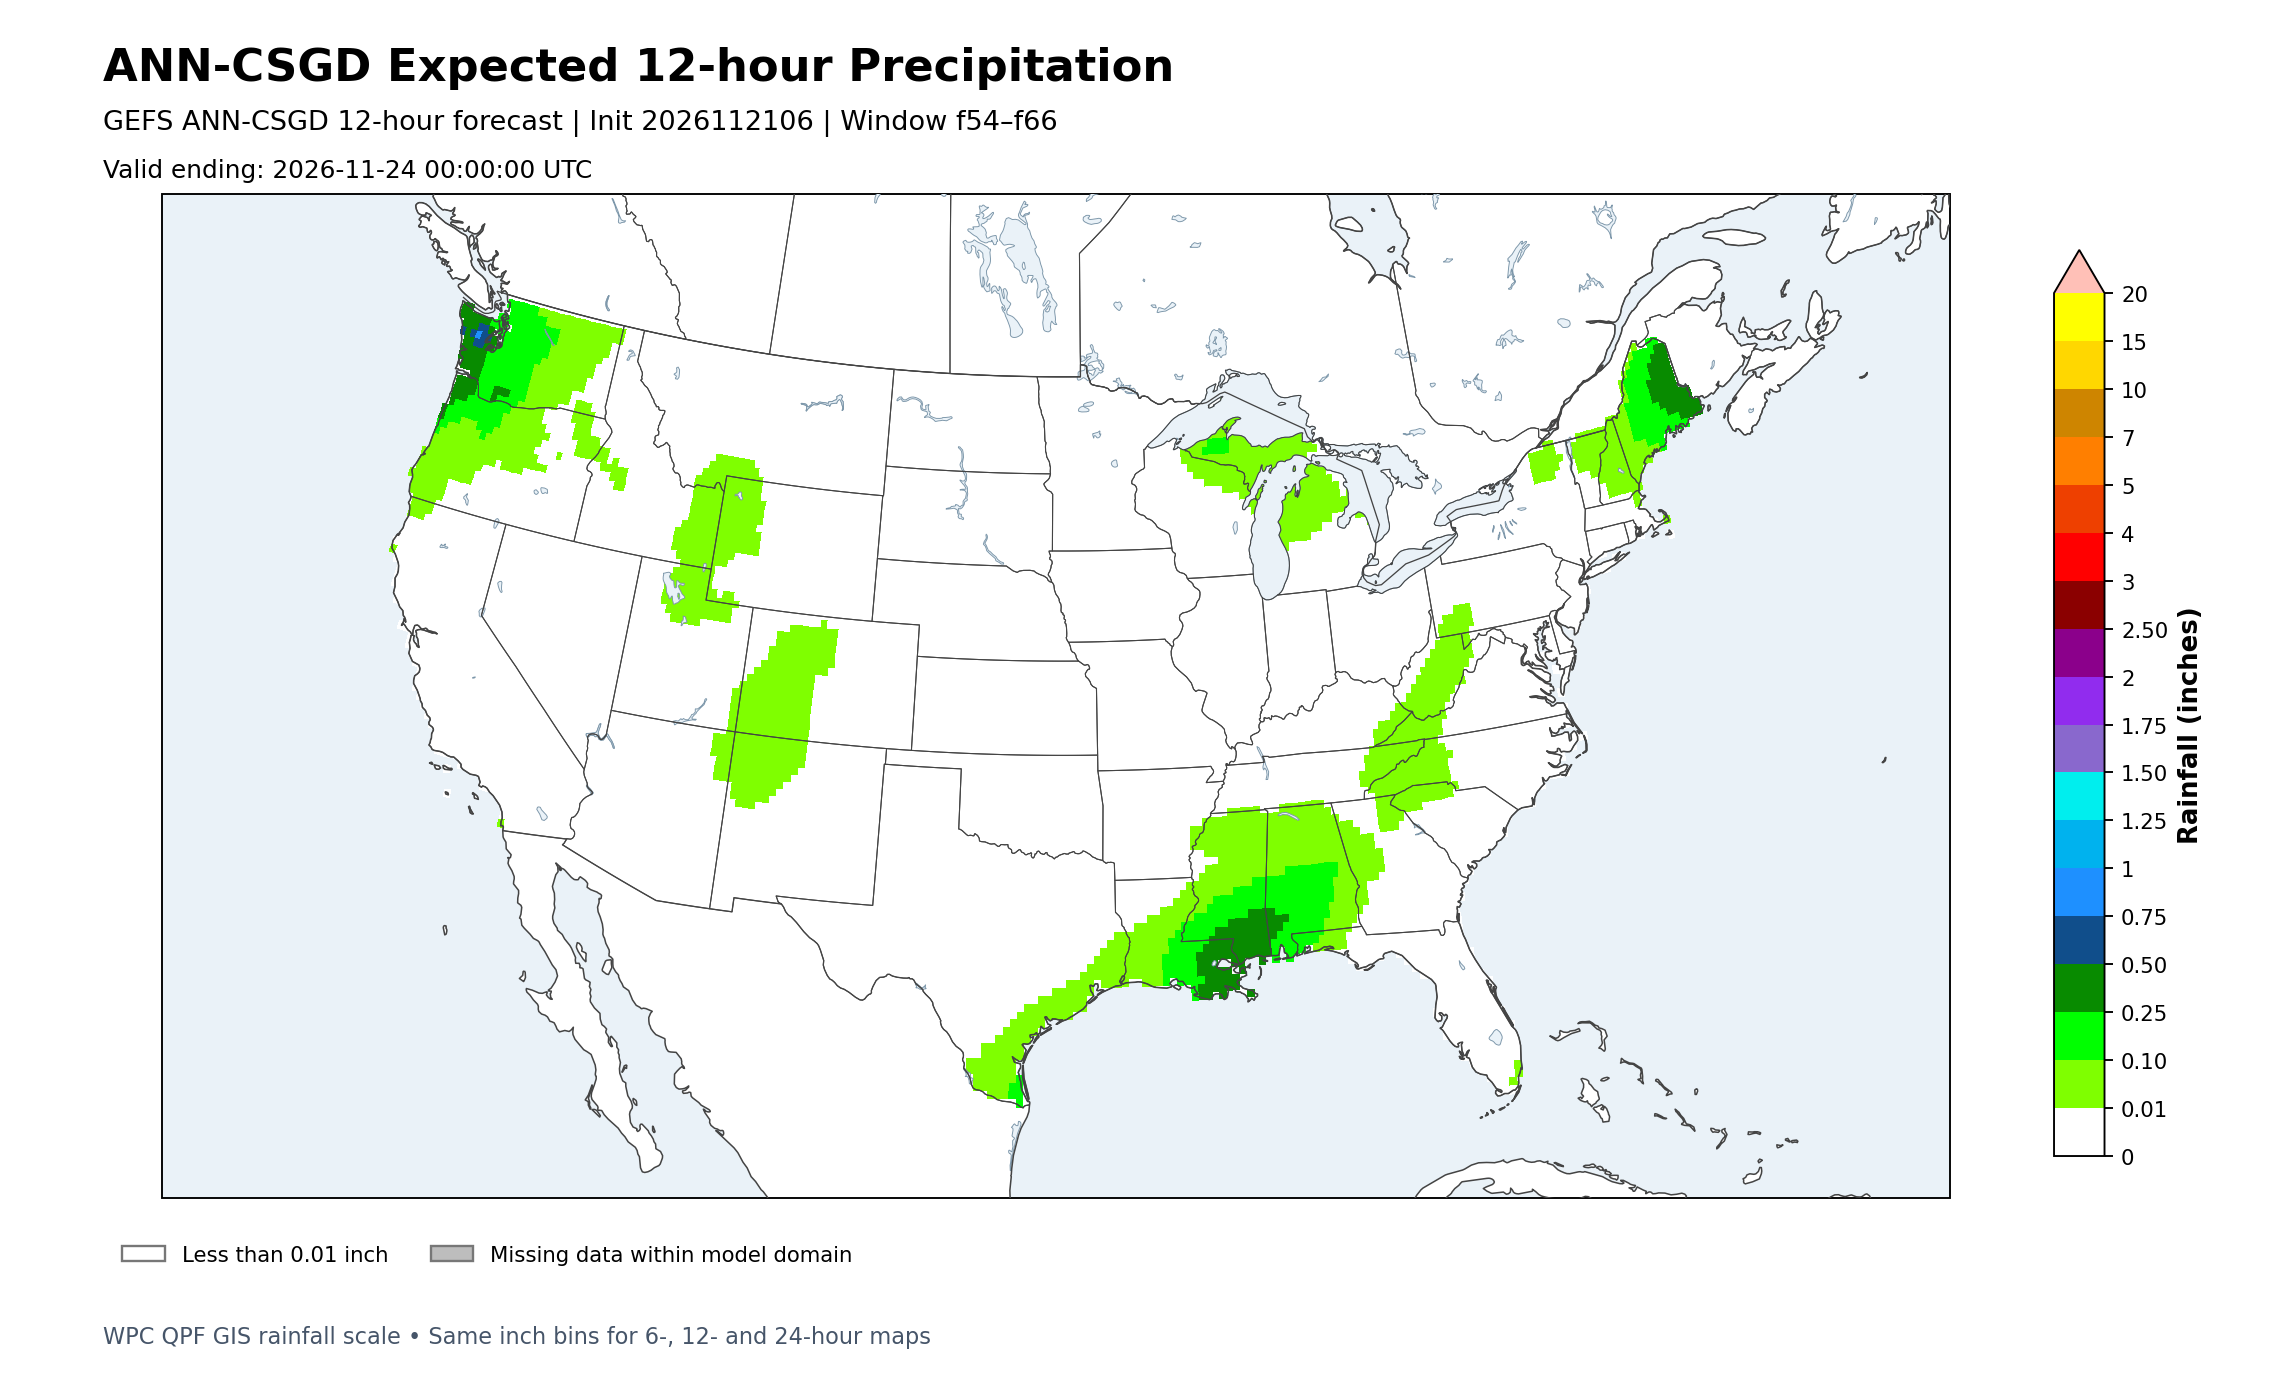 ANN-CSGD Expected 12-hour Precipitation
GEFS ANN-CSGD 12-hour forecast | Init 2026112106 | Window f54–f66
Valid ending: 2026-11-24 00:00:00 UTC
20
15
10
7
5
4
3
2.50
2
1.75
1.50
1.25
1
0.75
0.50
0.25
0.10
0.01
0
Rainfall (inches)
Less than 0.01 inch
Missing data within model domain
WPC QPF GIS rainfall scale • Same inch bins for 6-, 12- and 24-hour maps